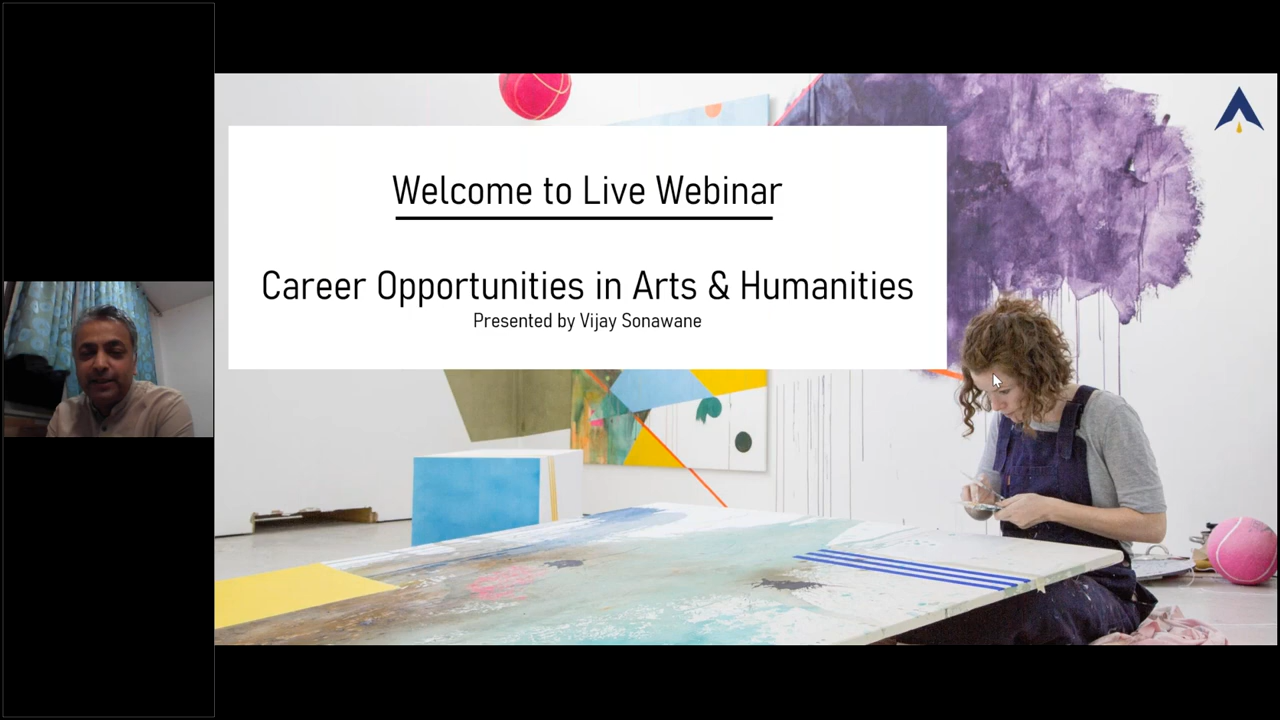 Welcome to Live Webinar
Career Opportunities in Arts & Humanities
Presented by Vijay Sonawane